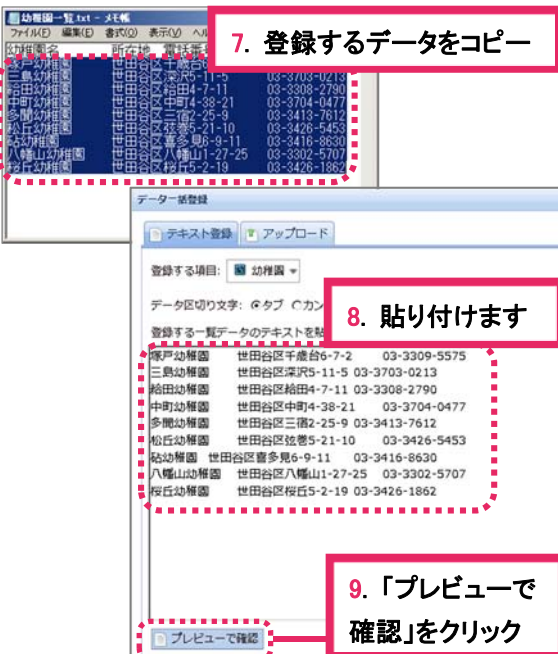 幼稚園一覧.txt - メモ帳
ファイル(F) 編集(E) 書式(O) 表示(V) ヘル
7. 登録するデータをコピー
幼稚園名 所在地 電話番
三島幼稚園 世田谷区深沢5-11-5 03-3703-0213
給田幼稚園 世田谷区給田4-7-11 03-3308-2790
中町幼稚園 世田谷区中町4-38-21 03-3704-0477
多聞幼稚園 世田谷区三宿2-25-9 03-3413-7612
松丘幼稚園 世田谷区弦巻5-21-10 03-3426-5453
砧幼稚園 世田谷区喜多見6-9-11 03-3416-8630
八幡山幼稚園 世田谷区八幡山1-27-25 03-3302-5707
桜丘幼稚園 世田谷区桜丘5-2-19 03-3426-1862
データ一括登録
テキスト登録 アップロード
登録する項目: 幼稚園
データ区切り文字: タブ カン
8. 貼り付けます
登録する一覧データのテキストを貼
塚戸幼稚園 世田谷区千歳台6-7-2 03-3309-5575
三島幼稚園 世田谷区深沢5-11-5 03-3703-0213
給田幼稚園 世田谷区給田4-7-11 03-3308-2790
中町幼稚園 世田谷区中町4-38-21 03-3704-0477
多聞幼稚園 世田谷区三宿2-25-9 03-3413-7612
松丘幼稚園 世田谷区弦巻5-21-10 03-3426-5453
砧幼稚園 世田谷区喜多見6-9-11 03-3416-8630
八幡山幼稚園 世田谷区八幡山1-27-25 03-3302-5707
桜丘幼稚園 世田谷区桜丘5-2-19 03-3426-1862
9. 「プレビューで
確認」をクリック
プレビューで確認